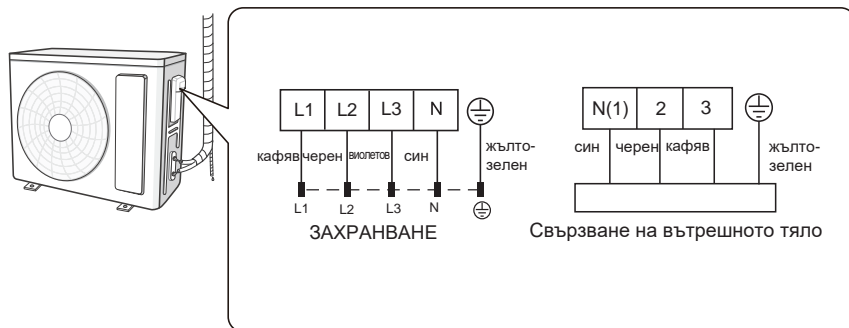 L1 L2 L3 N
кафяв черен виолетов син
жълто-
зелен
L1 L2 L3 N
ЗАХРАНВАНЕ
N(1) 2 3
син черен кафяв
жълто-
зелен
Свързване на вътрешното тяло